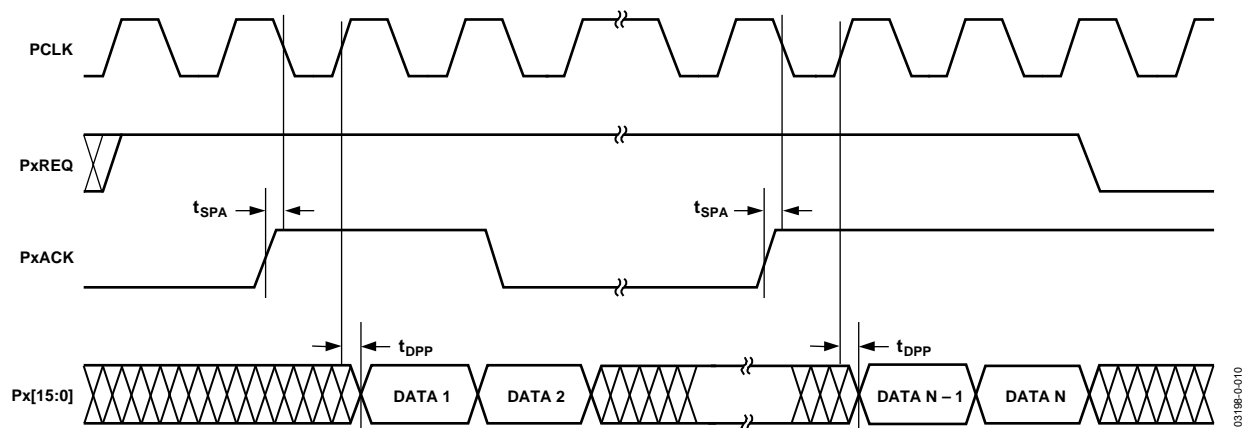 PCLK
PxREQ
tSPA
tSPA
PxACK
tDPP
tDPP
Px[15:0]
DATA 1
DATA 2
DATA N – 1
DATA N
03198-0-010